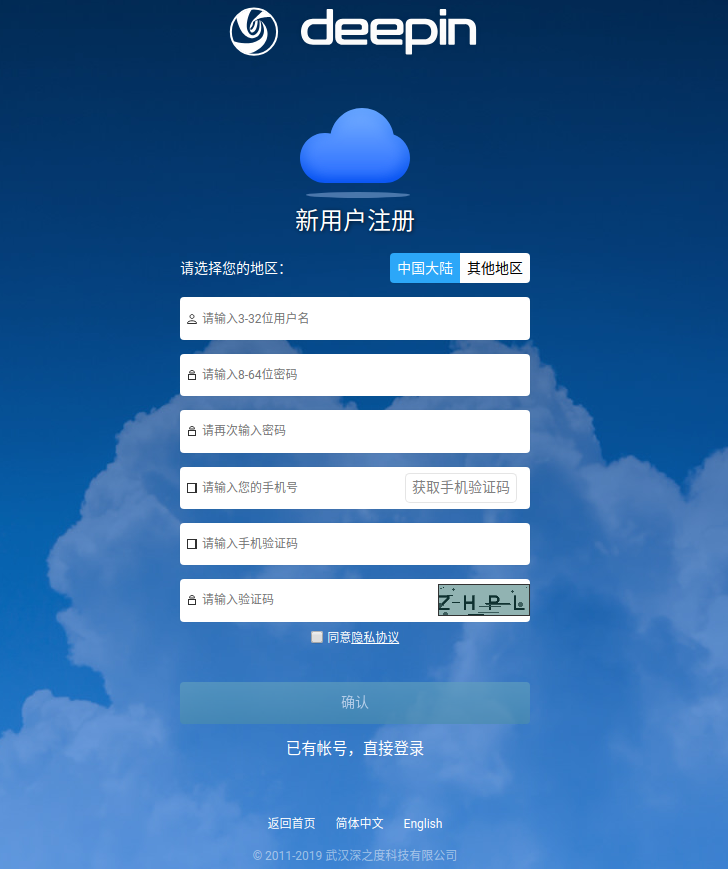 deepin
新用户注册
请选择您的地区： 中国大陆 其他地区
请输入3-32位用户名
请输入8-64位密码
请再次输入密码
请输入您的手机号 获取手机验证码
请输入手机验证码
请输入验证码 ZHPL
同意隐私协议
确认
已有帐号，直接登录
返回首页 简体中文 English
© 2011-2019 武汉深之度科技有限公司